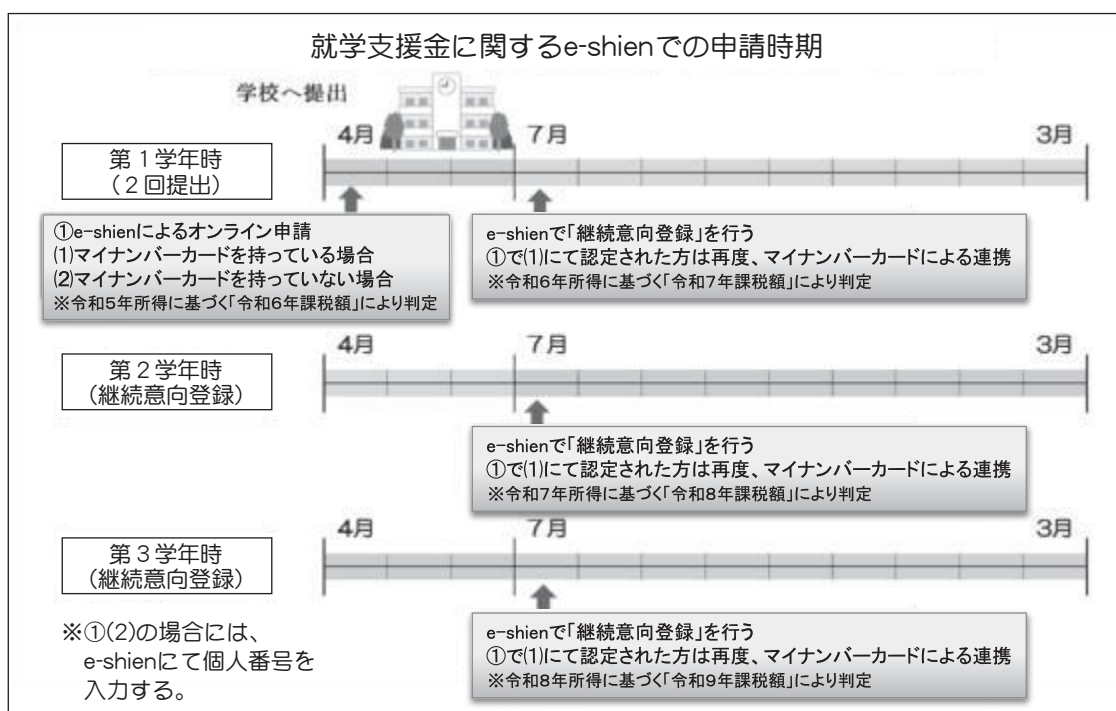 就学支援金に関するe-shienでの申請時期
学校へ提出
4月
7月
3月
第1学年時
(2回提出)
①e-shienによるオンライン申請
(1)マイナンバーカードを持っている場合
(2)マイナンバーカードを持っていない場合
※令和5年所得に基づく「令和6年課税額」により判定
e-shienで「継続意向登録」を行う
①で(1)にて認定された方は再度、マイナンバーカードによる連携
※令和6年所得に基づく「令和7年課税額」により判定
4月
7月
3月
第2学年時
(継続意向登録)
e-shienで「継続意向登録」を行う
①で(1)にて認定された方は再度、マイナンバーカードによる連携
※令和7年所得に基づく「令和8年課税額」により判定
4月
7月
3月
第3学年時
(継続意向登録)
e-shienで「継続意向登録」を行う
①で(1)にて認定された方は再度、マイナンバーカードによる連携
※令和8年所得に基づく「令和9年課税額」により判定
※①(2)の場合には、
e-shienにて個人番号を
入力する。